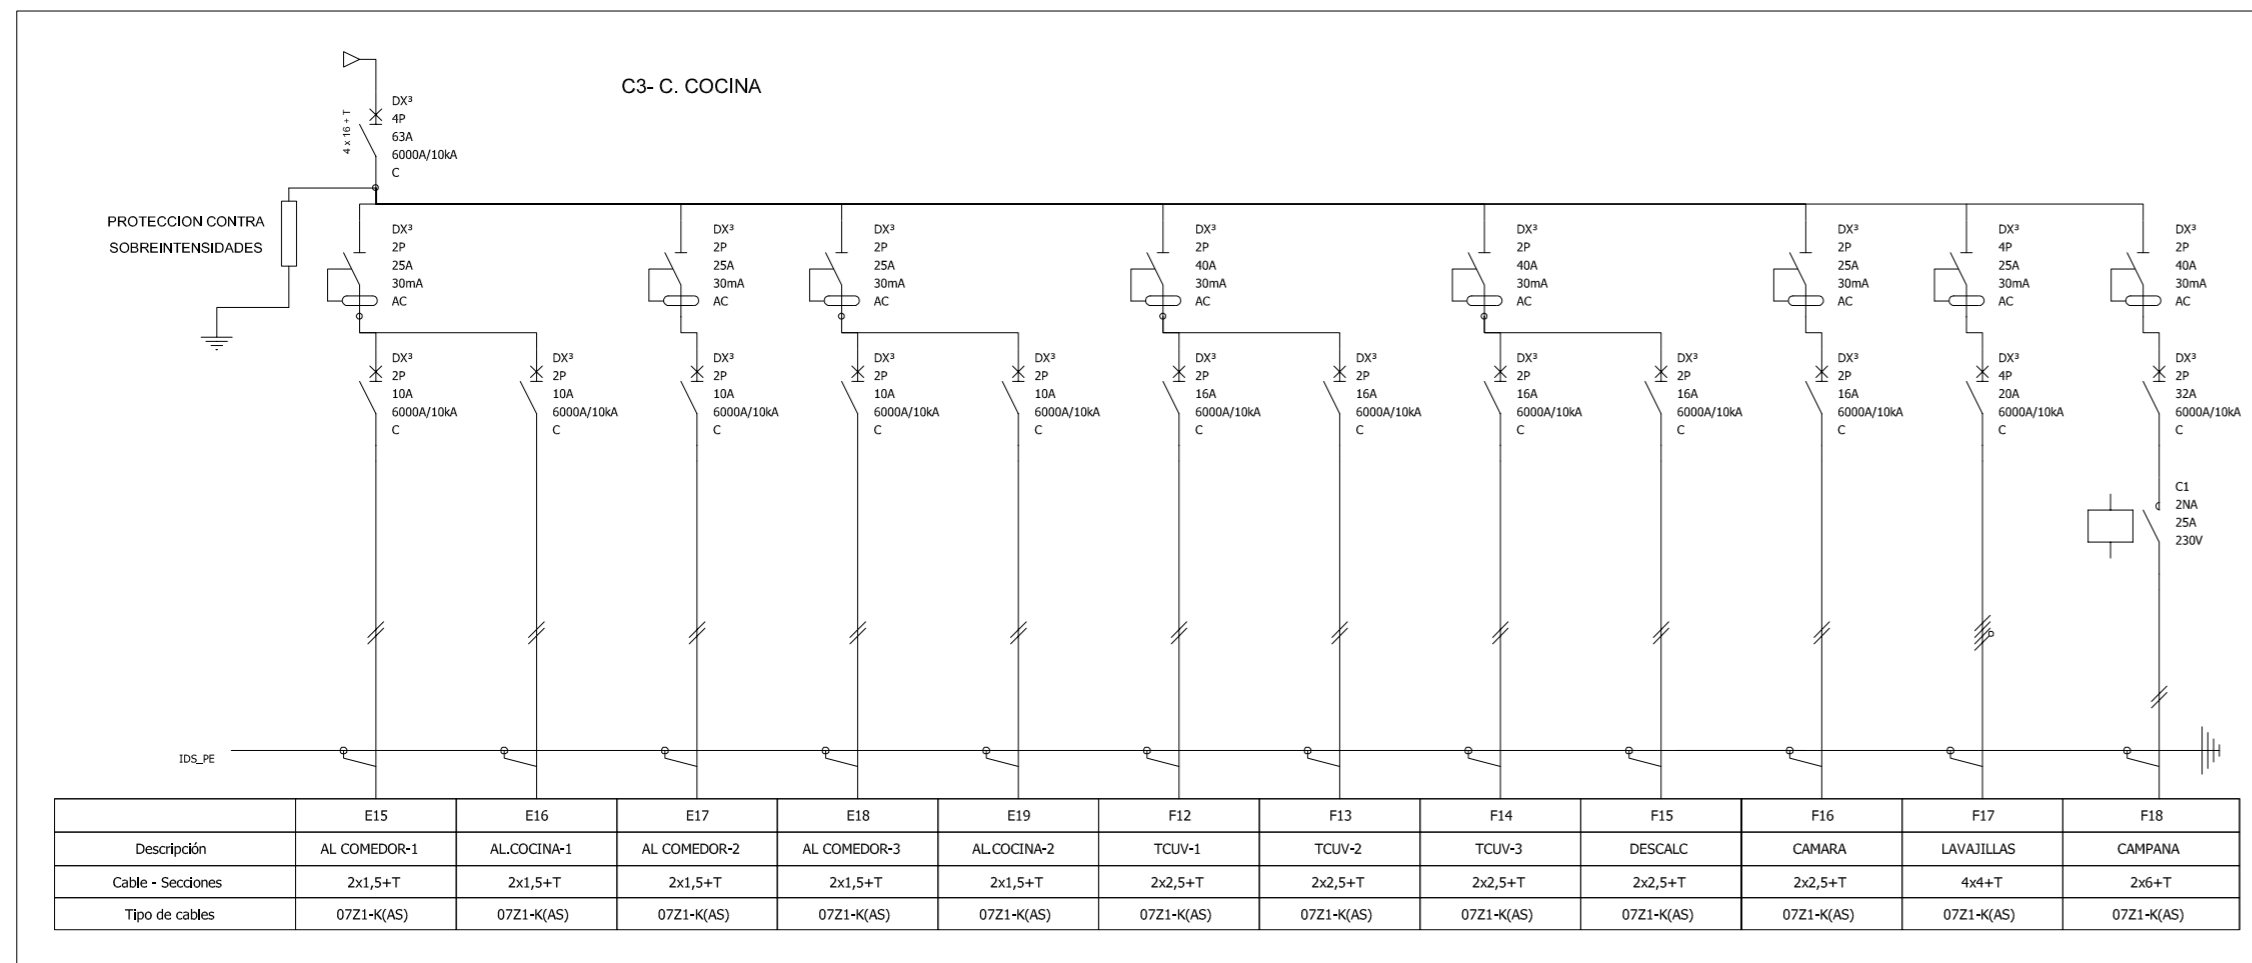 C3- C. COCINA
4 x 16 + T
DX³
4P
63A
6000A/10kA
C
PROTECCION CONTRA
SOBREINTENSIDADES
DX³
2P
25A
30mA
AC
DX³
2P
25A
30mA
AC
DX³
2P
25A
30mA
AC
DX³
2P
40A
30mA
AC
DX³
2P
40A
30mA
AC
DX³
2P
25A
30mA
AC
DX³
4P
25A
30mA
AC
DX³
2P
40A
30mA
AC
DX³
2P
10A
6000A/10kA
C
DX³
2P
10A
6000A/10kA
C
DX³
2P
10A
6000A/10kA
C
DX³
2P
10A
6000A/10kA
C
DX³
2P
10A
6000A/10kA
C
DX³
2P
16A
6000A/10kA
C
DX³
2P
16A
6000A/10kA
C
DX³
2P
16A
6000A/10kA
C
DX³
2P
16A
6000A/10kA
C
DX³
2P
16A
6000A/10kA
C
DX³
4P
20A
6000A/10kA
C
DX³
2P
32A
6000A/10kA
C
C1
2NA
25A
230V
IDS_PE
E15 E16 E17 E18 E19 F12 F13 F14 F15 F16 F17 F18
Descripción AL COMEDOR-1 AL.COCINA-1 AL COMEDOR-2 AL COMEDOR-3 AL.COCINA-2 TCUV-1 TCUV-2 TCUV-3 DESCALC CAMARA LAVAJILLAS CAMPANA
Cable - Secciones 2x1,5+T 2x1,5+T 2x1,5+T 2x1,5+T 2x1,5+T 2x2,5+T 2x2,5+T 2x2,5+T 2x2,5+T 2x2,5+T 4x4+T 2x6+T
Tipo de cables 07Z1-K(AS) 07Z1-K(AS) 07Z1-K(AS) 07Z1-K(AS) 07Z1-K(AS) 07Z1-K(AS) 07Z1-K(AS) 07Z1-K(AS) 07Z1-K(AS) 07Z1-K(AS) 07Z1-K(AS) 07Z1-K(AS)